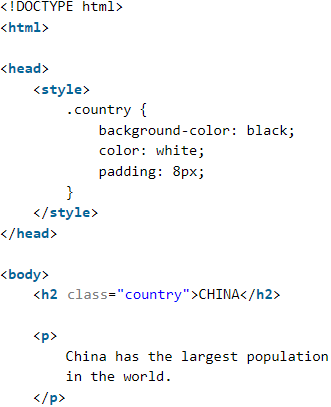 <!DOCTYPE html>
<html>

<head>
    <style>
        .country {
            background-color: black;
            color: white;
            padding: 8px;
        }
    </style>
</head>

<body>
    <h2 class="country">CHINA</h2>

    <p>
        China has the largest population
        in the world.
    </p>